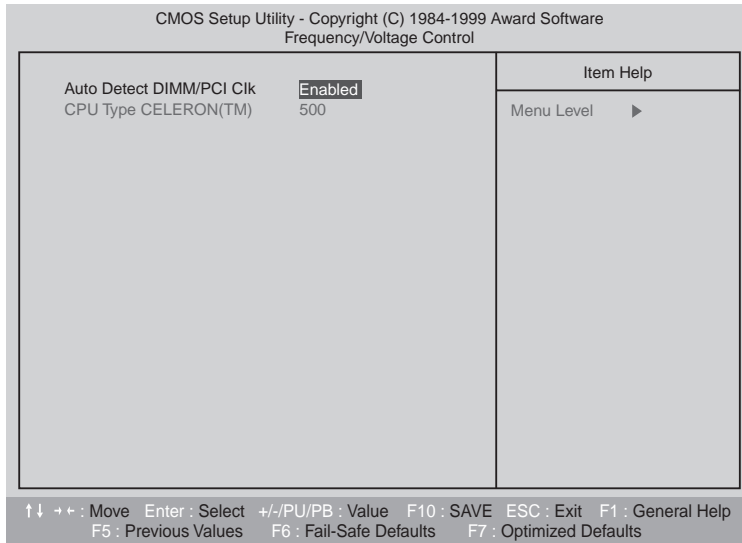 CMOS Setup Utility - Copyright (C) 1984-1999 Award Software
Frequency/Voltage Control
Auto Detect DIMM/PCI Clk Enabled
CPU Type CELERON(TM) 500
Item Help
Menu Level ▶
↑↓ →← : Move Enter : Select +/-/PU/PB : Value F10 : SAVE ESC : Exit F1 : General Help
F5 : Previous Values F6 : Fail-Safe Defaults F7 : Optimized Defaults